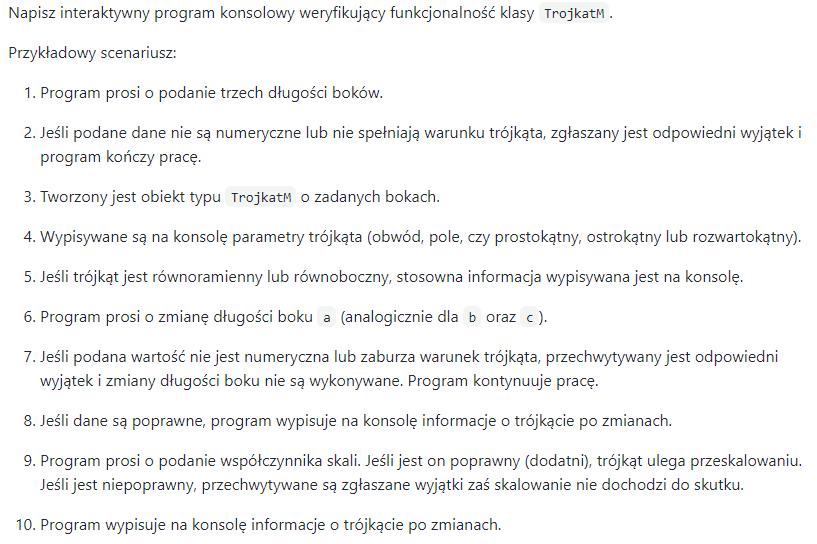 Napisz interaktywny program konsolowy weryfikujący funkcjonalność klasy TrojkatM.
Przykładowy scenariusz:
1. Program prosi o podanie trzech długości boków.
2. Jeśli podane dane nie są numeryczne lub nie spełniają warunku trójkąta, zgłaszany jest odpowiedni wyjątek i
program kończy pracę.
3. Tworzony jest obiekt typu TrojkatM o zadanych bokach.
4. Wypisywane są na konsolę parametry trójkąta (obwód, pole, czy prostokątny, ostrokątny lub rozwartokątny).
5. Jeśli trójkąt jest równoramienny lub równoboczny, stosowna informacja wypisywana jest na konsolę.
6. Program prosi o zmianę długości boku a (analogicznie dla b oraz c).
7. Jeśli podana wartość nie jest numeryczna lub zaburza warunek trójkąta, przechwytywany jest odpowiedni
wyjątek i zmiany długości boku nie są wykonywane. Program kontynuuje pracę.
8. Jeśli dane są poprawne, program wypisuje na konsolę informacje o trójkącie po zmianach.
9. Program prosi o podanie współczynnika skali. Jeśli jest on poprawny (dodatni), trójkąt ulega przeskalowaniu.
Jeśli jest niepoprawny, przechwytywane są zgłaszane wyjątki zaś skalowanie nie dochodzi do skutku.
10. Program wypisuje na konsolę informacje o trójkącie po zmianach.